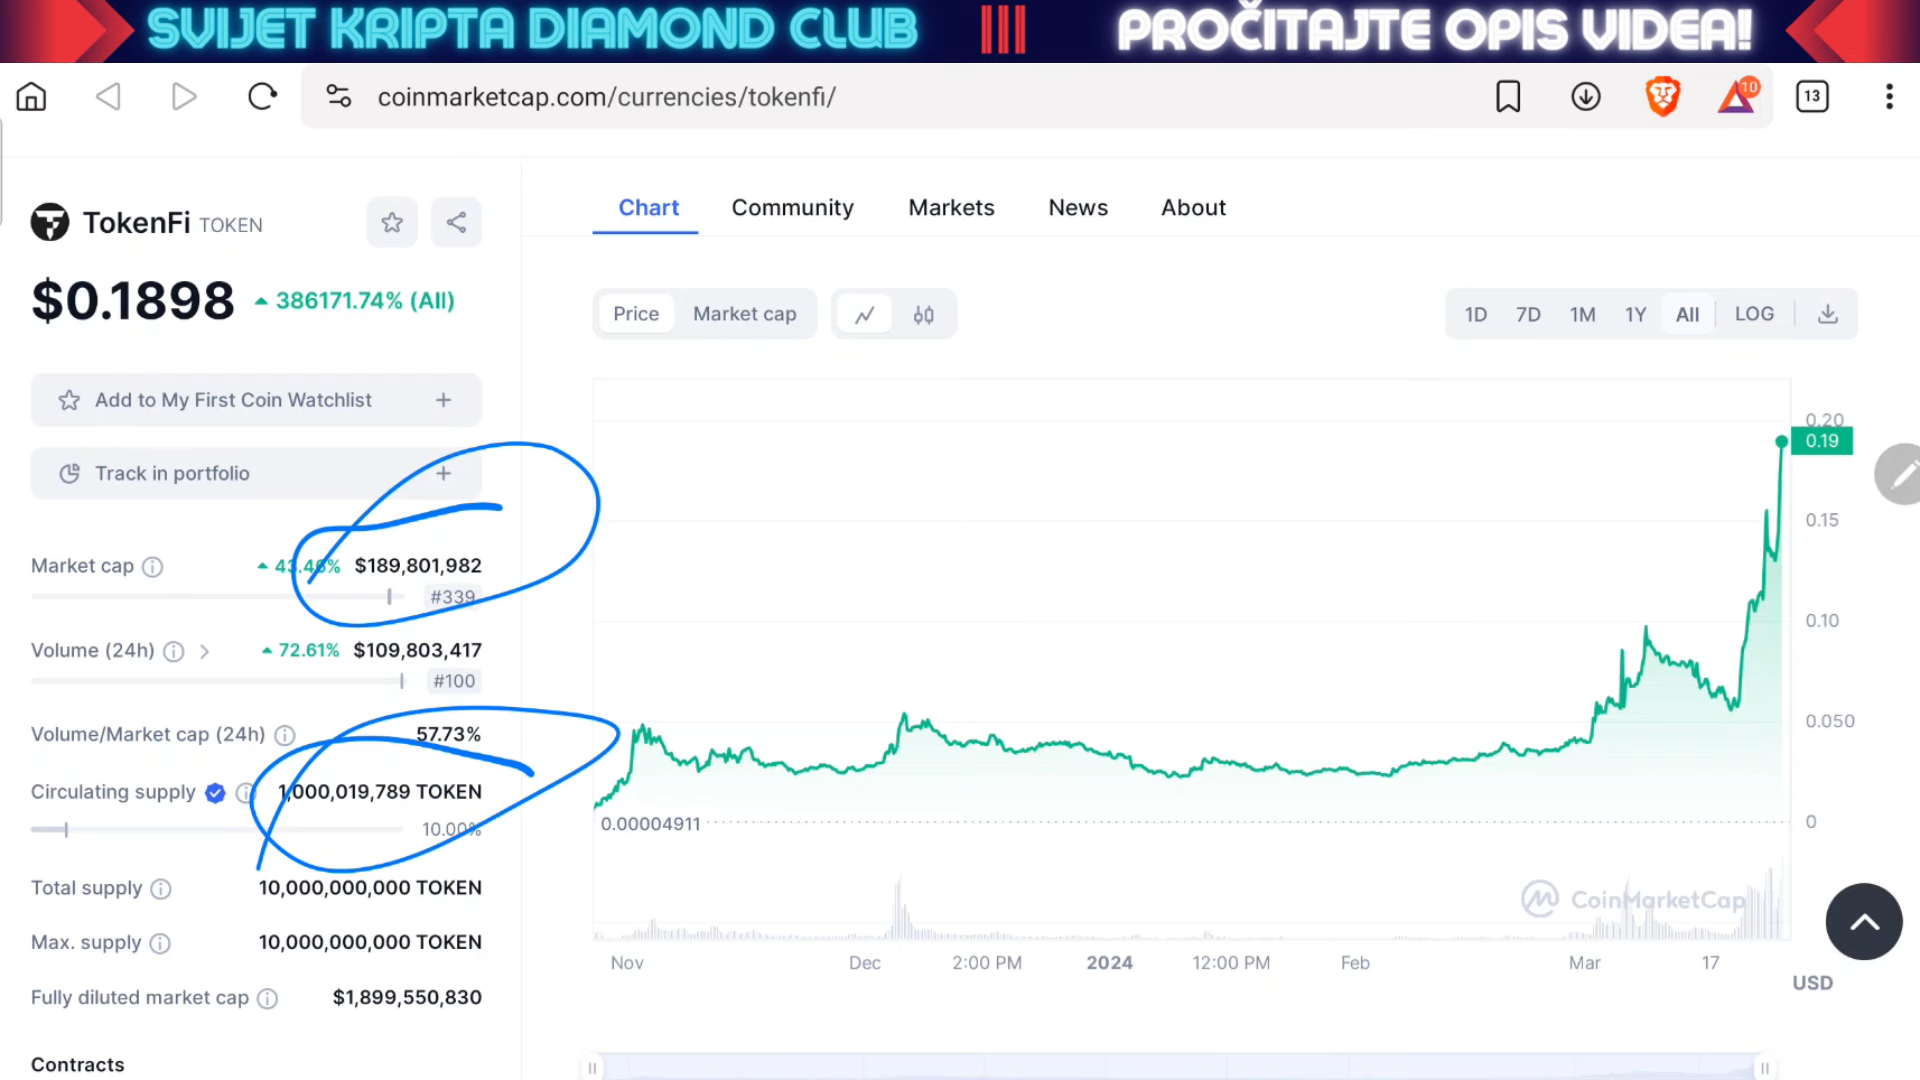 SVIJET KRIPTA DIAMOND CLUB ||| PROČITAJTE OPIS VIDEA!
coinmarketcap.com/currencies/tokenfi/
10
13
TokenFi TOKEN
$0.1898 386171.74% (All)
Add to My First Coin Watchlist
Track in portfolio
Market cap 43.46% $189,801,982
#339
Volume (24h) 72.61% $109,803,417
#100
Volume/Market cap (24h) 57.73%
Circulating supply 1,000,019,789 TOKEN
10.00%
Total supply 10,000,000,000 TOKEN
Max. supply 10,000,000,000 TOKEN
Fully diluted market cap $1,899,550,830
Contracts
Chart Community Markets News About
Price Market cap
1D 7D 1M 1Y All LOG
0.20
0.19
0.15
0.10
0.050
0
0.00004911
CoinMarketCap
Nov Dec 2:00 PM 2024 12:00 PM Feb Mar 17
USD